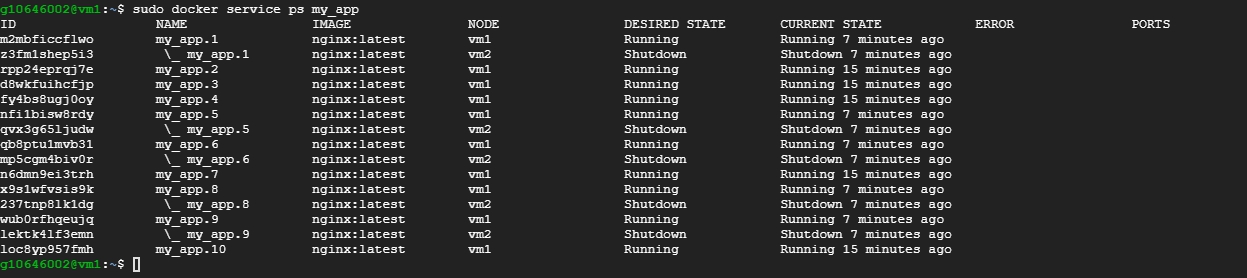 g10646002@vm1:~$ sudo docker service ps my_app
ID NAME IMAGE NODE DESIRED STATE CURRENT STATE ERROR PORTS
m2mbficcflwo my_app.1 nginx:latest vm1 Running Running 7 minutes ago
z3fm1shep5i3 \_ my_app.1 nginx:latest vm2 Shutdown Shutdown 7 minutes ago
rpp24eprqj7e my_app.2 nginx:latest vm1 Running Running 15 minutes ago
d8wkfuihcfjp my_app.3 nginx:latest vm1 Running Running 15 minutes ago
fy4bs8ugj0oy my_app.4 nginx:latest vm1 Running Running 15 minutes ago
nfi1bisw8rdy my_app.5 nginx:latest vm1 Running Running 7 minutes ago
qvx3g65ljudw \_ my_app.5 nginx:latest vm2 Shutdown Shutdown 7 minutes ago
qb8ptu1mvb31 my_app.6 nginx:latest vm1 Running Running 7 minutes ago
mp5cgm4biv0r \_ my_app.6 nginx:latest vm2 Shutdown Shutdown 7 minutes ago
n6dmn9ei3trh my_app.7 nginx:latest vm1 Running Running 15 minutes ago
x9s1wfvsis9k my_app.8 nginx:latest vm1 Running Running 7 minutes ago
237tnp8lk1dg \_ my_app.8 nginx:latest vm2 Shutdown Shutdown 7 minutes ago
wub0rfhqeujq my_app.9 nginx:latest vm1 Running Running 7 minutes ago
lektk4lf3emn \_ my_app.9 nginx:latest vm2 Shutdown Shutdown 7 minutes ago
loc8yp957fmh my_app.10 nginx:latest vm1 Running Running 15 minutes ago
g10646002@vm1:~$